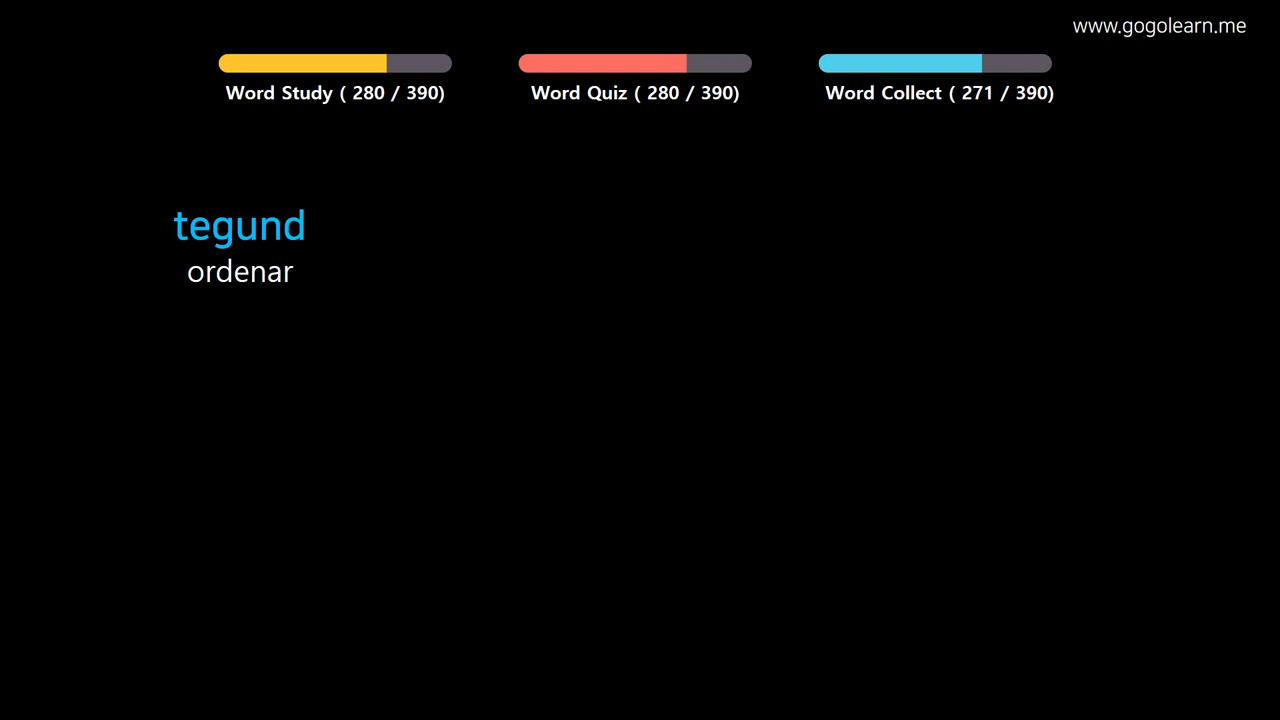 www.gogolearn.me
Word Study ( 280 / 390)
Word Quiz ( 280 / 390)
Word Collect ( 271 / 390)
tegund
ordenar